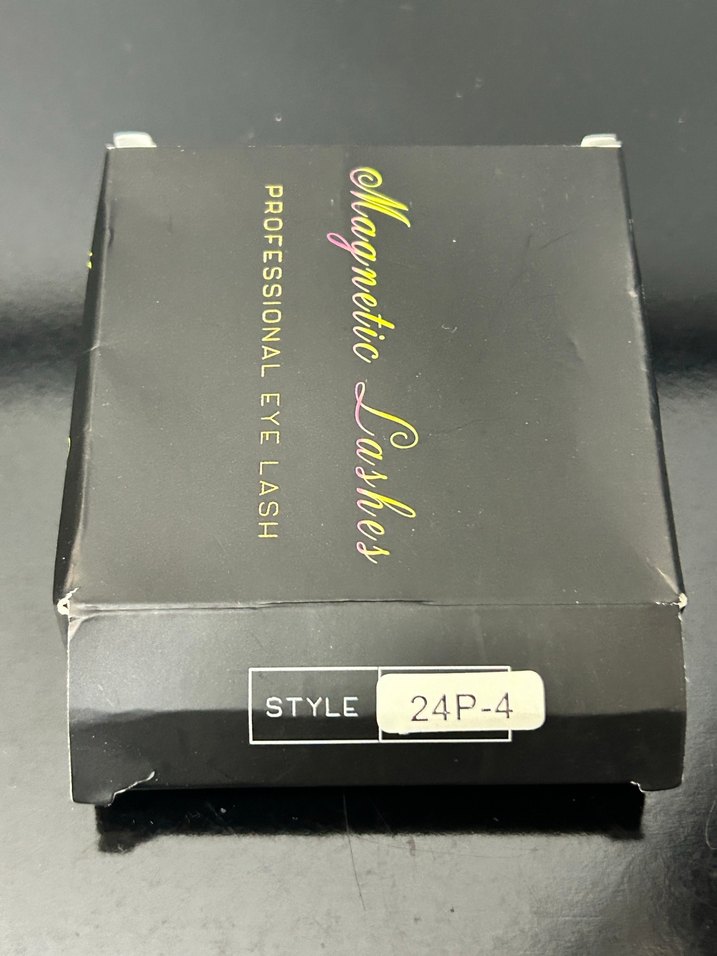 Magnetic Lashes
PROFESSIONAL EYE LASH
STYLE 24P-4